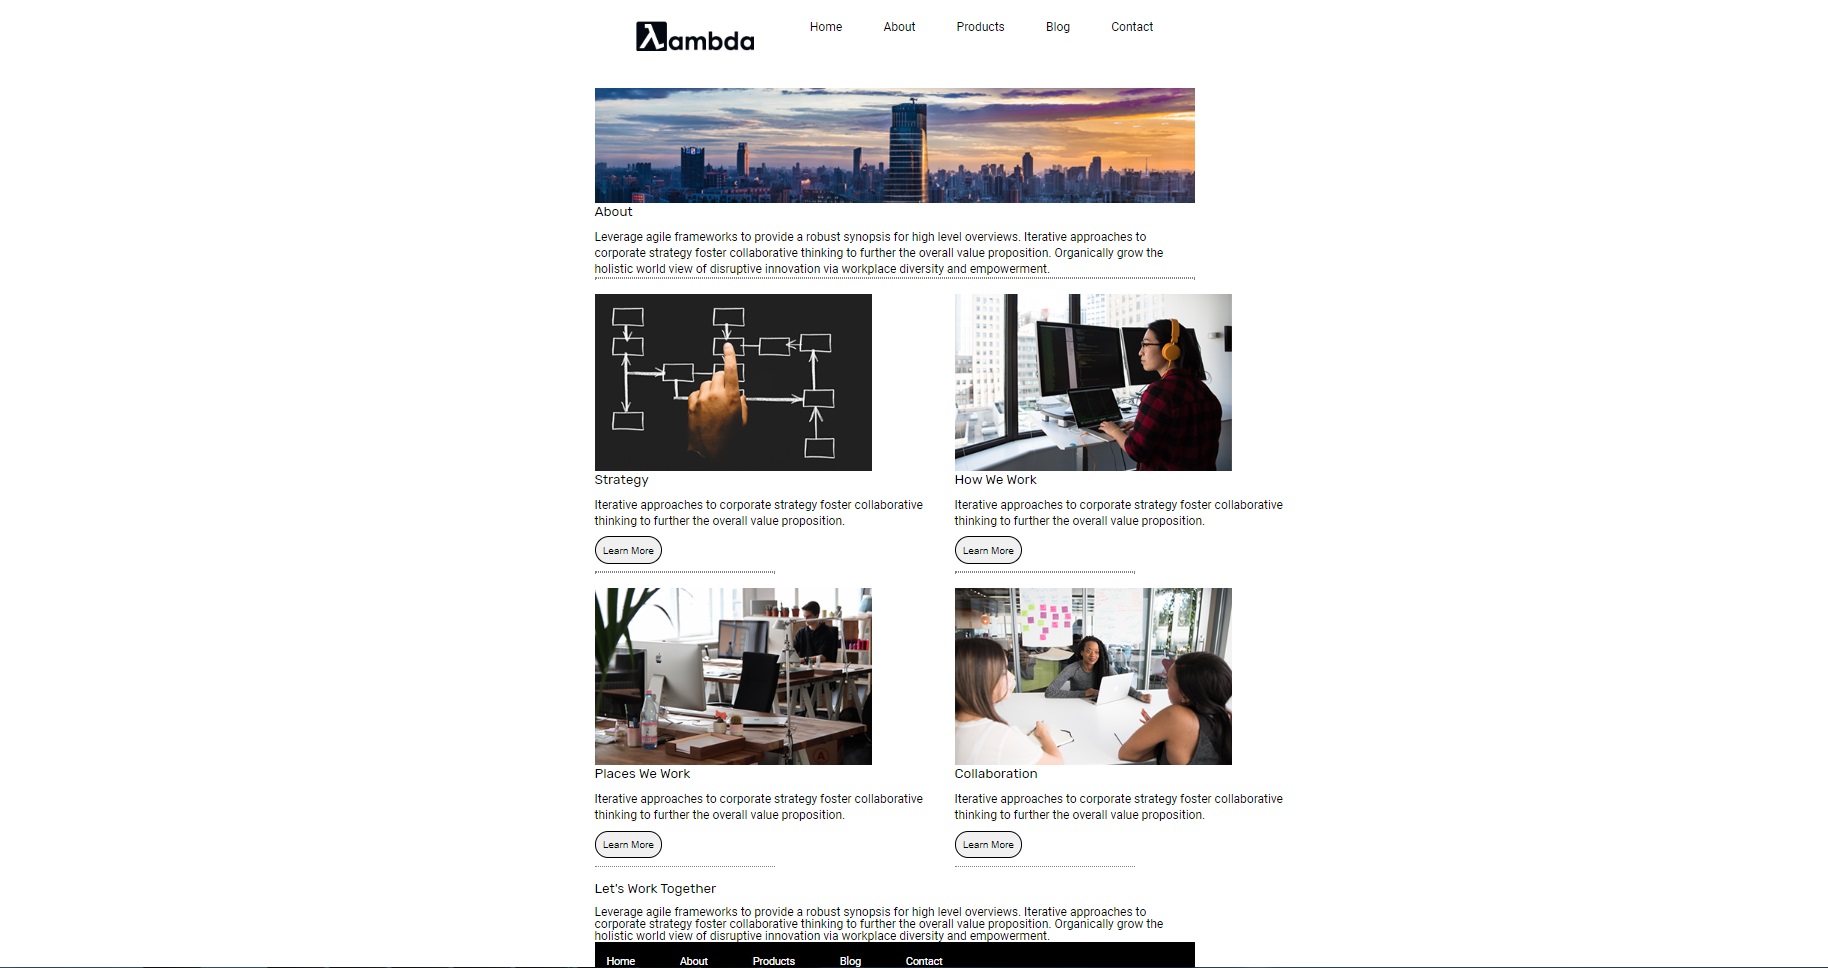 λambda
Home About Products Blog Contact
About
Leverage agile frameworks to provide a robust synopsis for high level overviews. Iterative approaches to
corporate strategy foster collaborative thinking to further the overall value proposition. Organically grow the
holistic world view of disruptive innovation via workplace diversity and empowerment.
Strategy
Iterative approaches to corporate strategy foster collaborative
thinking to further the overall value proposition.
Learn More
How We Work
Iterative approaches to corporate strategy foster collaborative
thinking to further the overall value proposition.
Learn More
Places We Work
Iterative approaches to corporate strategy foster collaborative
thinking to further the overall value proposition.
Learn More
Collaboration
Iterative approaches to corporate strategy foster collaborative
thinking to further the overall value proposition.
Learn More
Let's Work Together
Leverage agile frameworks to provide a robust synopsis for high level overviews. Iterative approaches to
corporate strategy foster collaborative thinking to further the overall value proposition. Organically grow the
holistic world view of disruptive innovation via workplace diversity and empowerment.
Home About Products Blog Contact